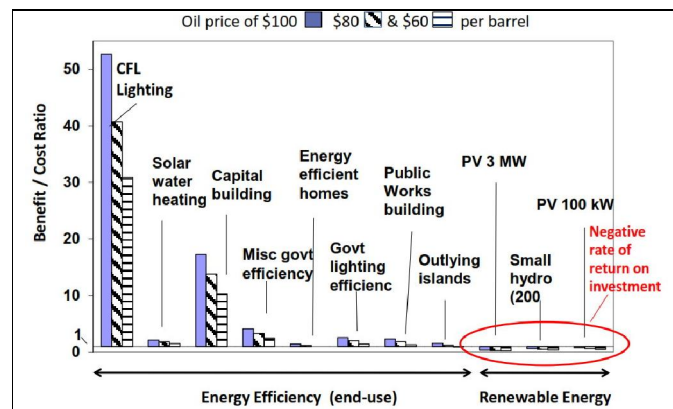 Oil price of $100 $80 & $60 per barrel
Benefit / Cost Ratio
50
40
30
20
10
1
0
CFL
Lighting
Solar
water
heating
Capital
building
Misc govt
efficiency
Energy
efficient
homes
Govt
lighting
efficienc
Public
Works
building
Outlying
islands
PV 3 MW
Small
hydro
(200
PV 100 kW
Negative
rate of
return on
investment
Energy Efficiency (end-use)
Renewable Energy